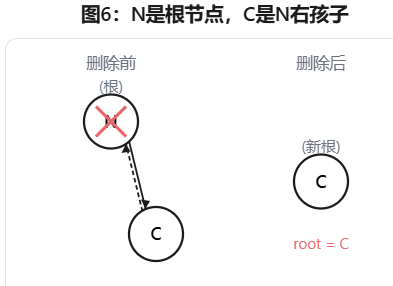 图6：N是根节点，C是N右孩子
删除前
删除后
(根)
N
(新根)
C
C
root = C